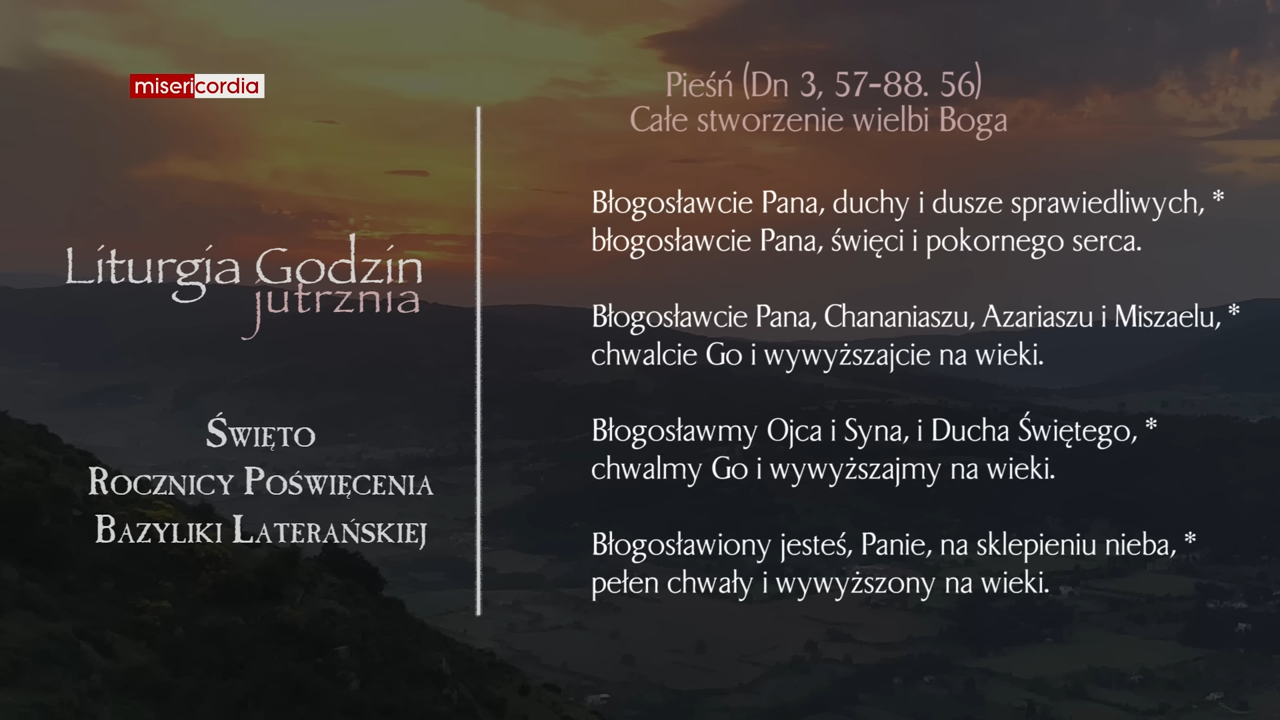 misericordia
Liturgia Godzin
jutrznia
Święto
Rocznicy Poświęcenia
Bazyliki Laterańskiej
Pieśń (Dn 3, 57-88. 56)
Całe stworzenie wielbi Boga
Błogosławcie Pana, duchy i dusze sprawiedliwych, *
błogosławcie Pana, święci i pokornego serca.
Błogosławcie Pana, Chananiaszu, Azariaszu i Miszaelu, *
chwalcie Go i wywyższajcie na wieki.
Błogosławmy Ojca i Syna, i Ducha Świętego, *
chwalmy Go i wywyższajmy na wieki.
Błogosławiony jesteś, Panie, na sklepieniu nieba, *
pełen chwały i wywyższony na wieki.